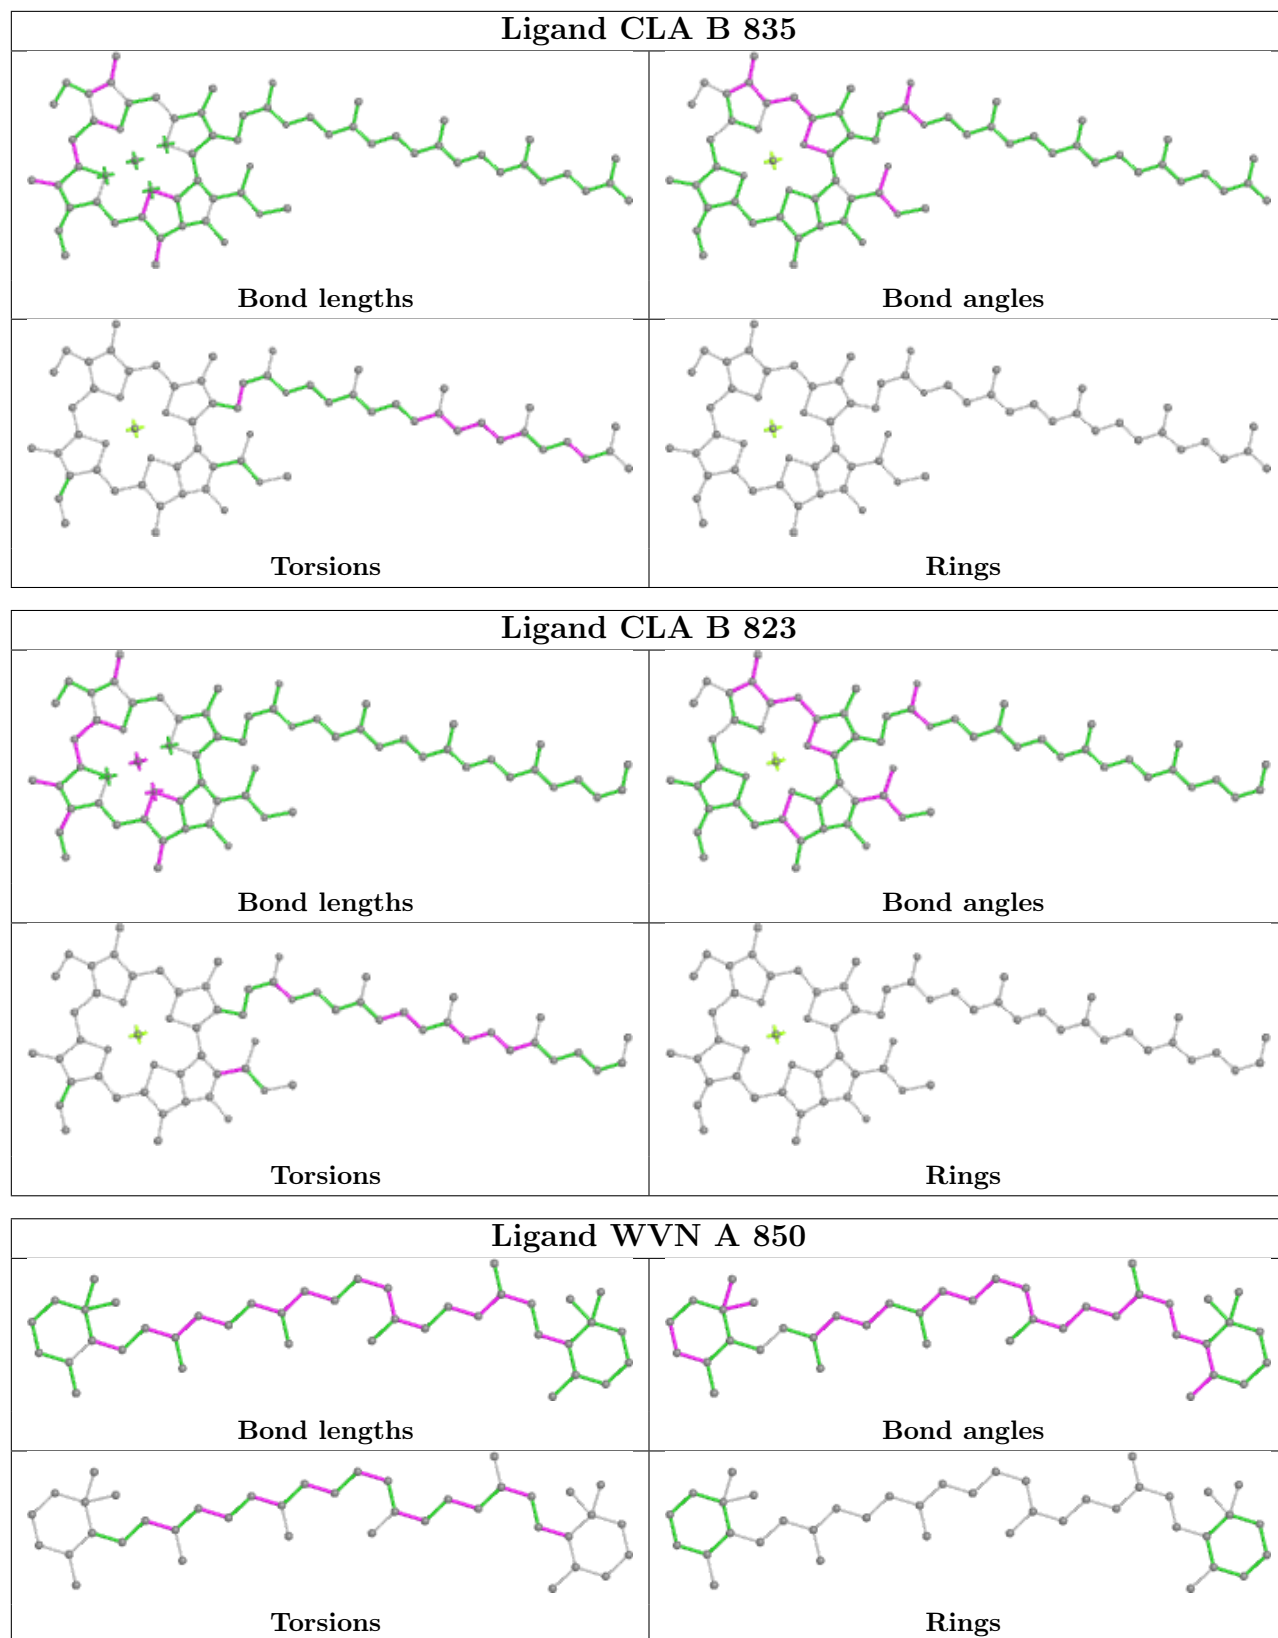 Ligand CLA B 835
Bond lengths
Bond angles
Torsions
Rings
Ligand CLA B 823
Bond lengths
Bond angles
Torsions
Rings
Ligand WVN A 850
Bond lengths
Bond angles
Torsions
Rings